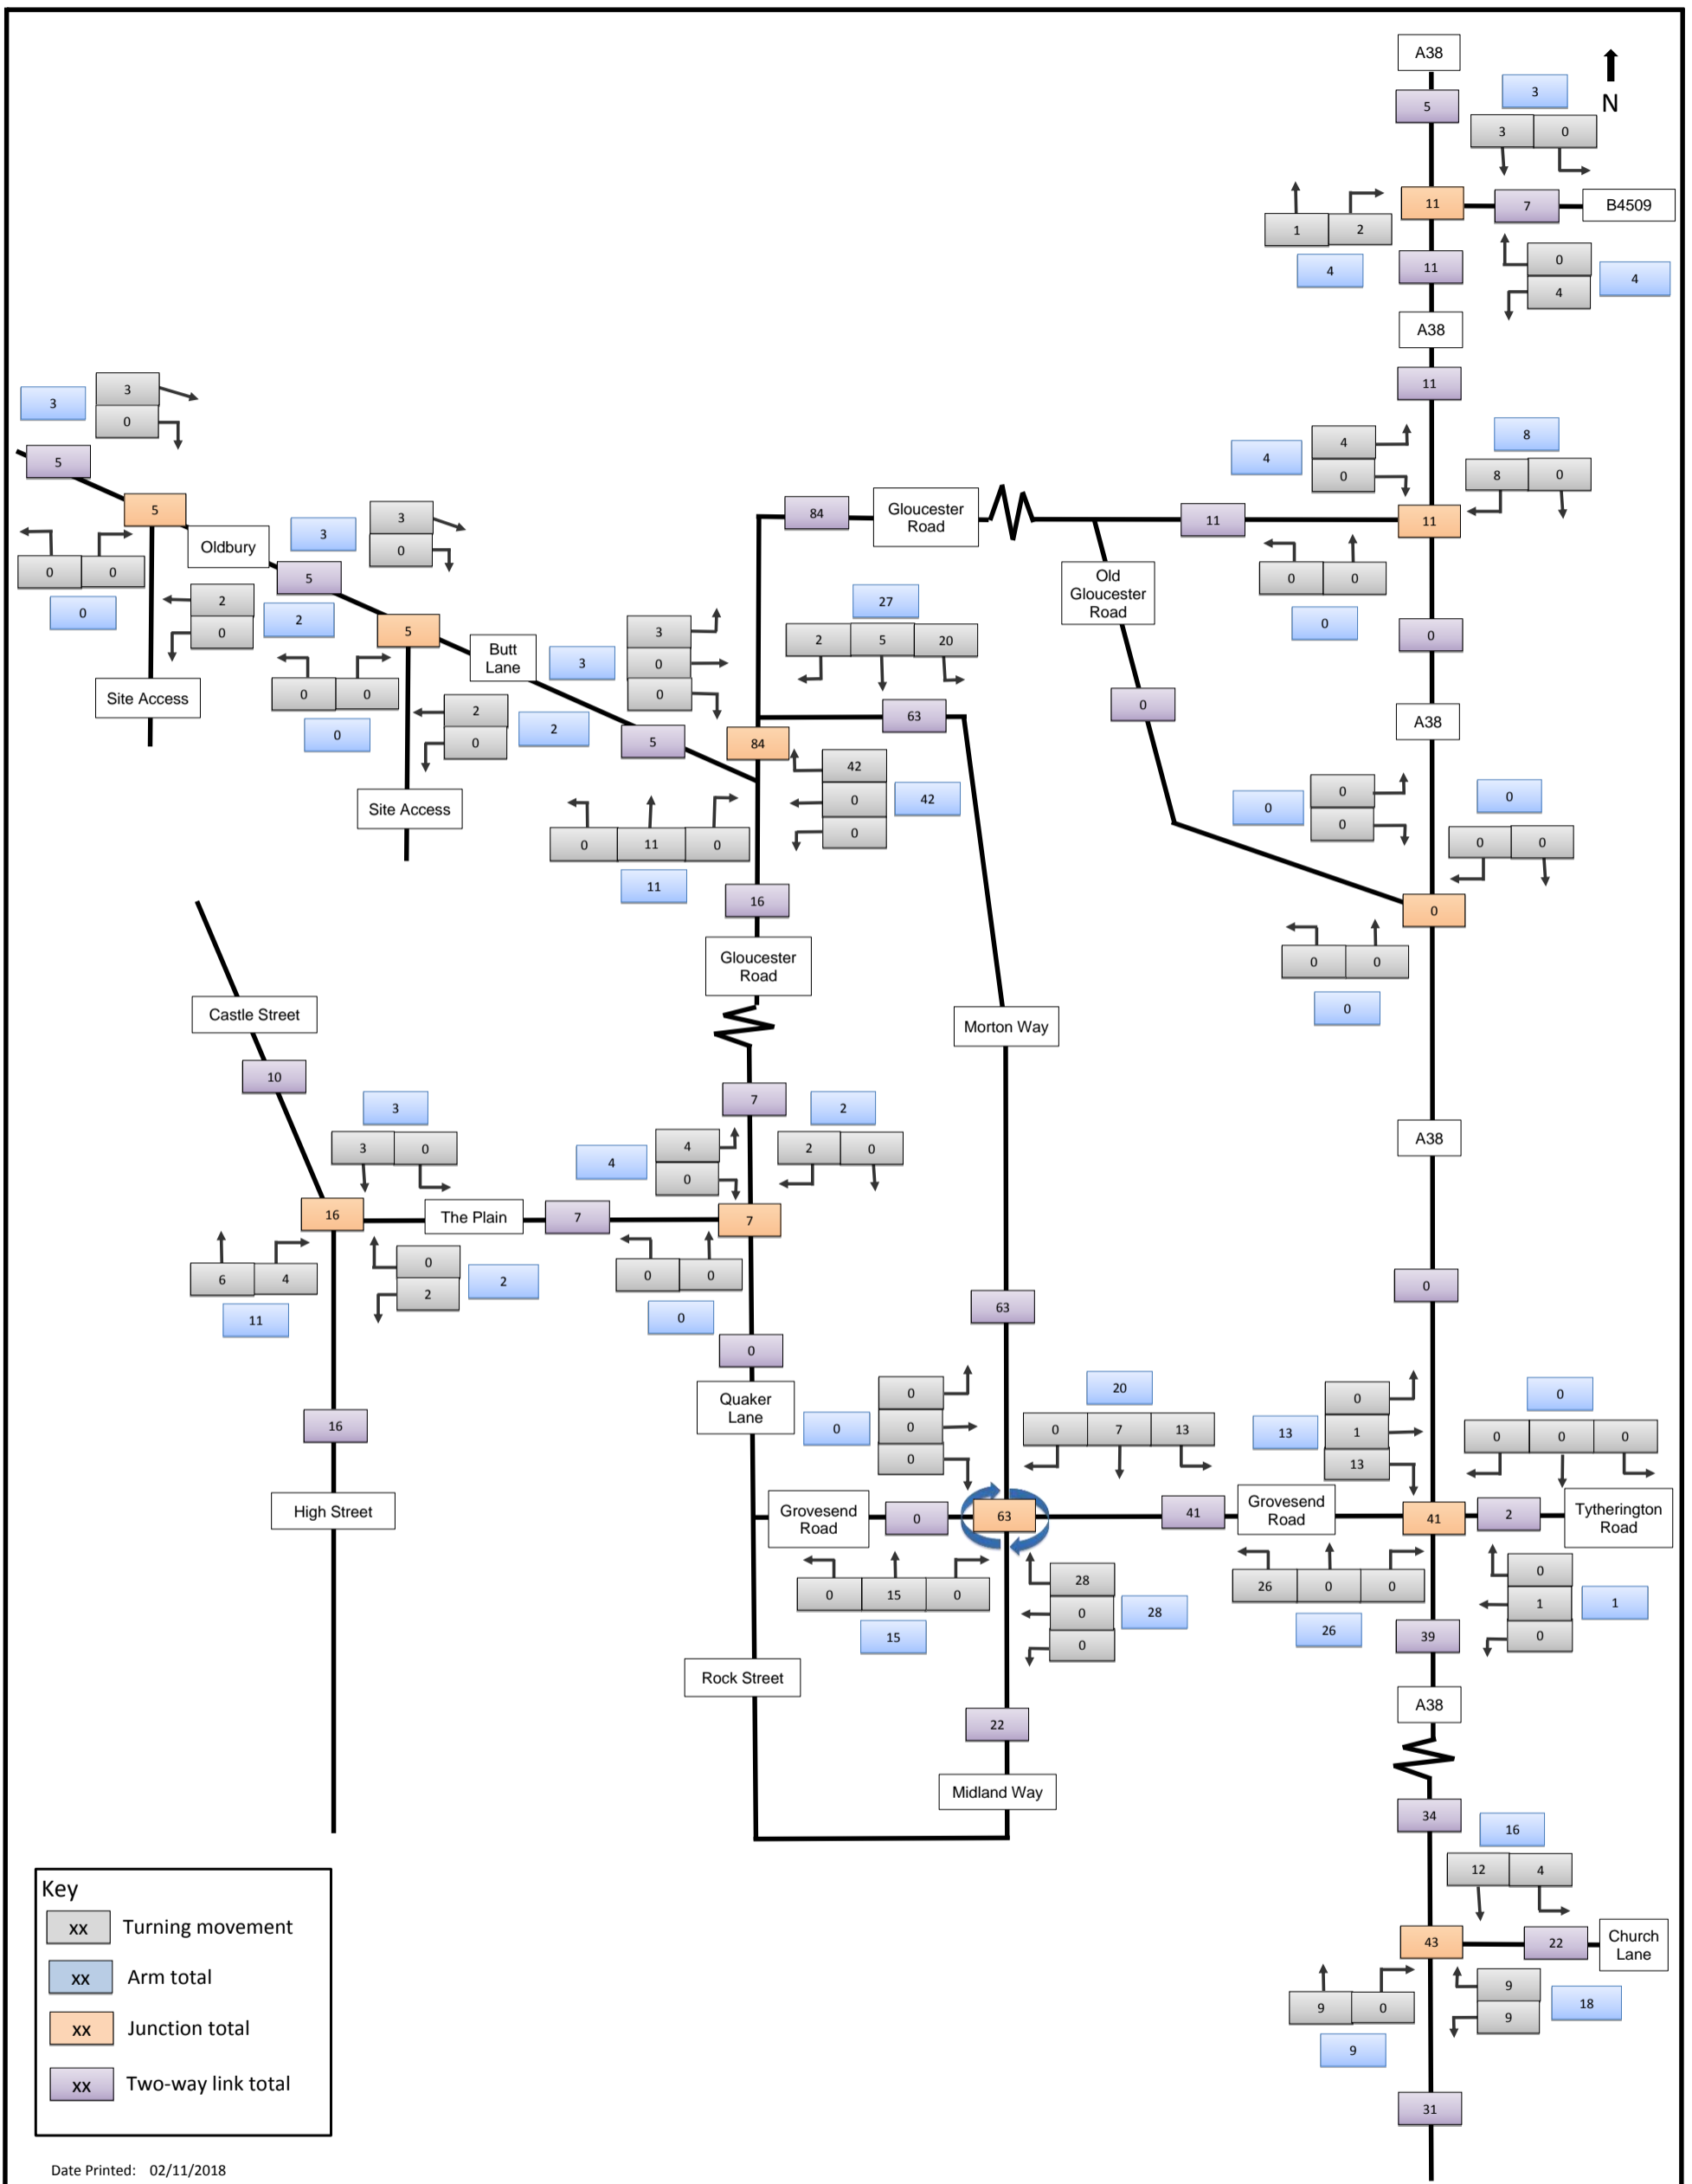 A38
5
3
N
3 0
11
7
B4509
1 2
4
11
0
4
4
A38
11
3
3
0
5
4
4
0
8
8 0
5
Oldbury
3
3
0
84
Gloucester
Road
11
11
0 0
0
5
2
0
2
Old
Gloucester
Road
0 0
0
27
2 5 20
5
Butt
Lane
3
3
0
0
0
Site Access
0 0
0
2
0
2
5
63
0
A38
84
42
0
0
42
Site Access
0 11 0
11
0
0
0
0
0 0
16
0
0 0
0
Gloucester
Road
Castle Street
Morton Way
10
7
3
3 0
2
2 0
4
4
0
A38
16
The Plain
7
7
6 4
11
0
2
2
0 0
0
63
0
0
Quaker
Lane
0
0
0
0
20
0 7 13
13
0
1
13
0
0 0 0
16
High Street
Grovesend
Road
0
63
41
Grovesend
Road
41
2
Tytherington
Road
0 15 0
15
28
0
0
28
26 0 0
26
39
0
1
0
1
Rock Street
A38
22
Midland Way
34
16
12 4
43
22
Church
Lane
9 0
9
9
9
18
31
Key
xx Turning movement
xx Arm total
xx Junction total
xx Two-way link total
Date Printed: 02/11/2018